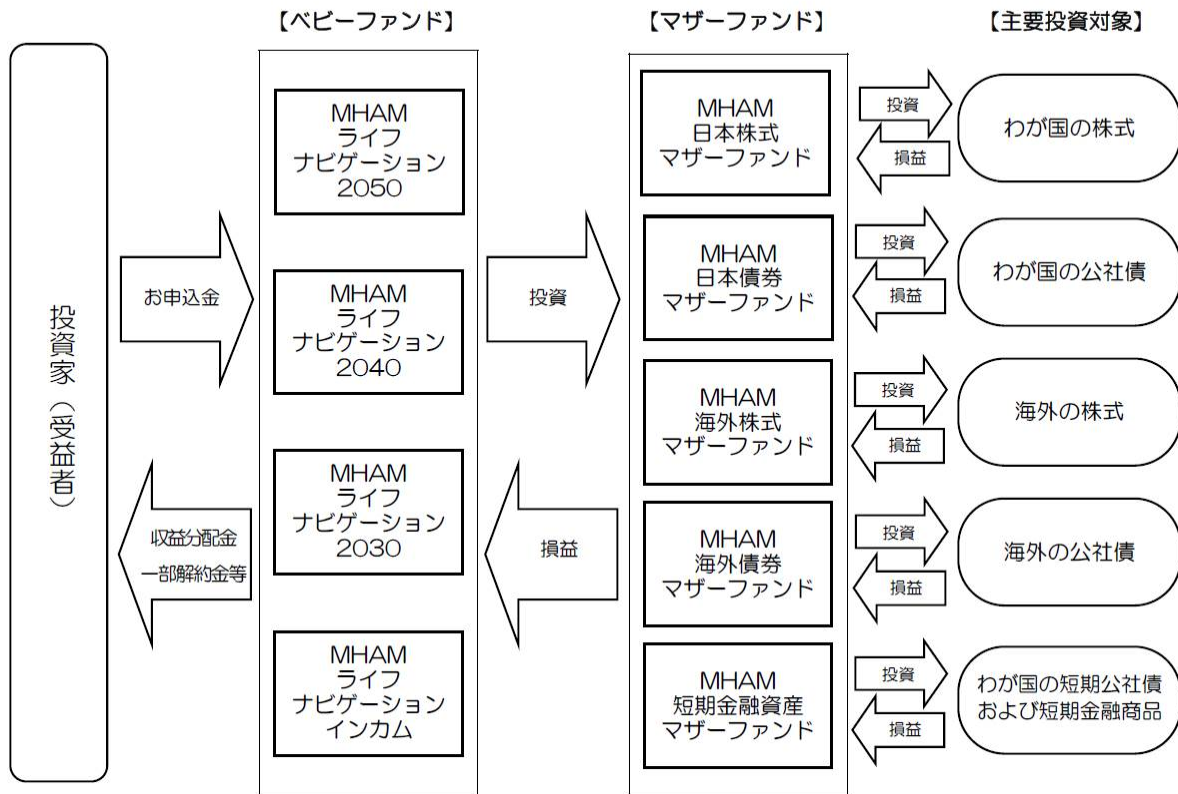 【ベビーファンド】
【マザーファンド】
【主要投資対象】
投資家（受益者）
お申込金
収益分配金
一部解約金等
MHAM
ライフ
ナビゲーション
2050
MHAM
ライフ
ナビゲーション
2040
MHAM
ライフ
ナビゲーション
2030
MHAM
ライフ
ナビゲーション
インカム
投資
損益
MHAM
日本株式
マザーファンド
投資
損益
わが国の株式
MHAM
日本債券
マザーファンド
投資
損益
わが国の公社債
MHAM
海外株式
マザーファンド
投資
損益
海外の株式
MHAM
海外債券
マザーファンド
投資
損益
海外の公社債
MHAM
短期金融資産
マザーファンド
投資
損益
わが国の短期公社債
および短期金融商品